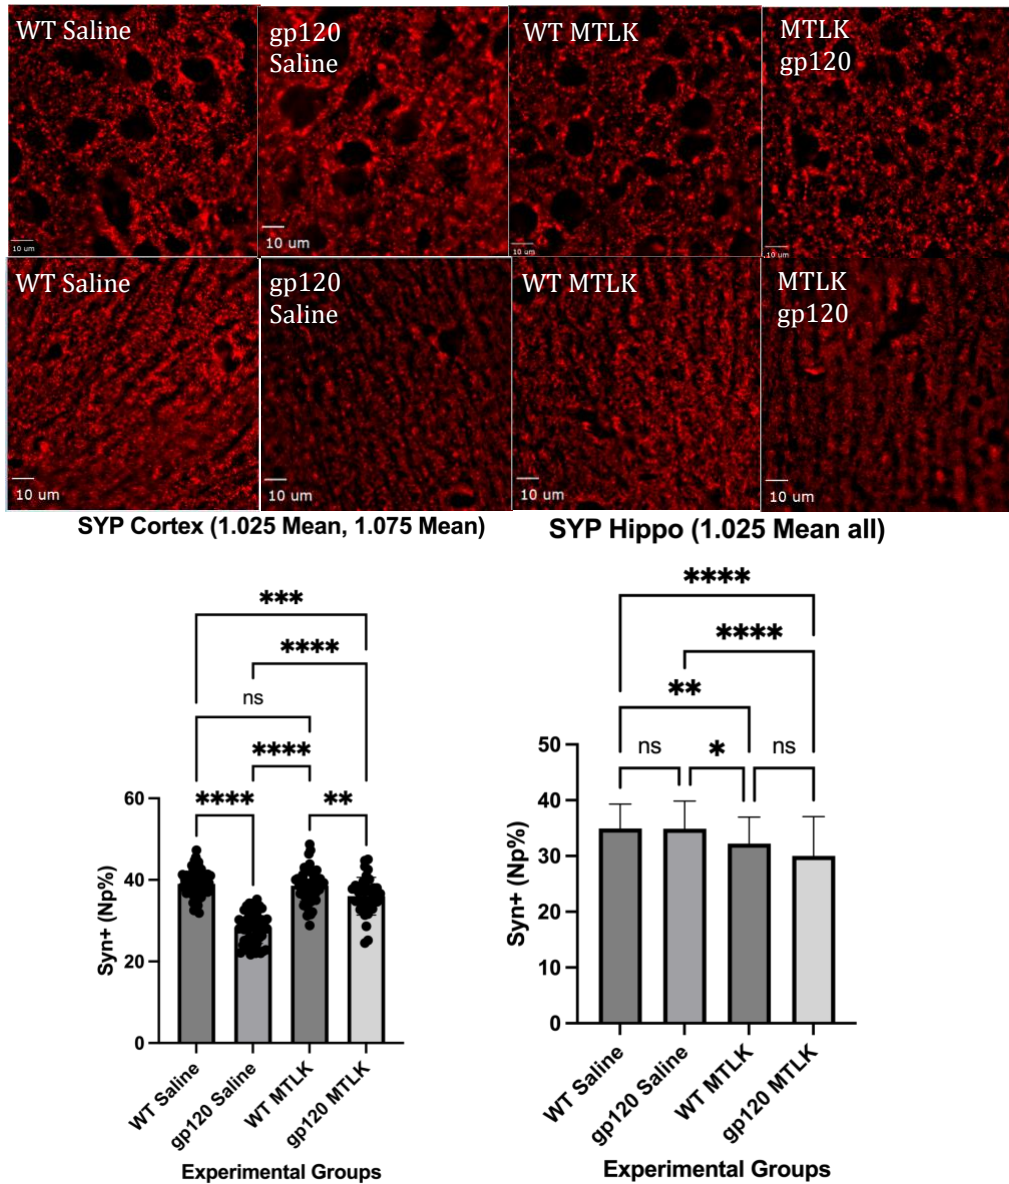 WT Saline
gp120
Saline
WT MTLK
MTLK
gp120
10 um
10 um
10 um
10 um
WT Saline
gp120
Saline
WT MTLK
MTLK
gp120
10 um
10 um
10 um
10 um
SYP Cortex (1.025 Mean, 1.075 Mean)
SYP Hippo (1.025 Mean all)
***
****
ns
****
****
**
60
40
20
0
Syn+ (Np%)
WT Saline
gp120 Saline
WT MTLK
gp120 MTLK
Experimental Groups
****
****
**
ns
*
ns
50
40
30
20
10
0
Syn+ (Np%)
WT Saline
gp120 Saline
WT MTLK
gp120 MTLK
Experimental Groups